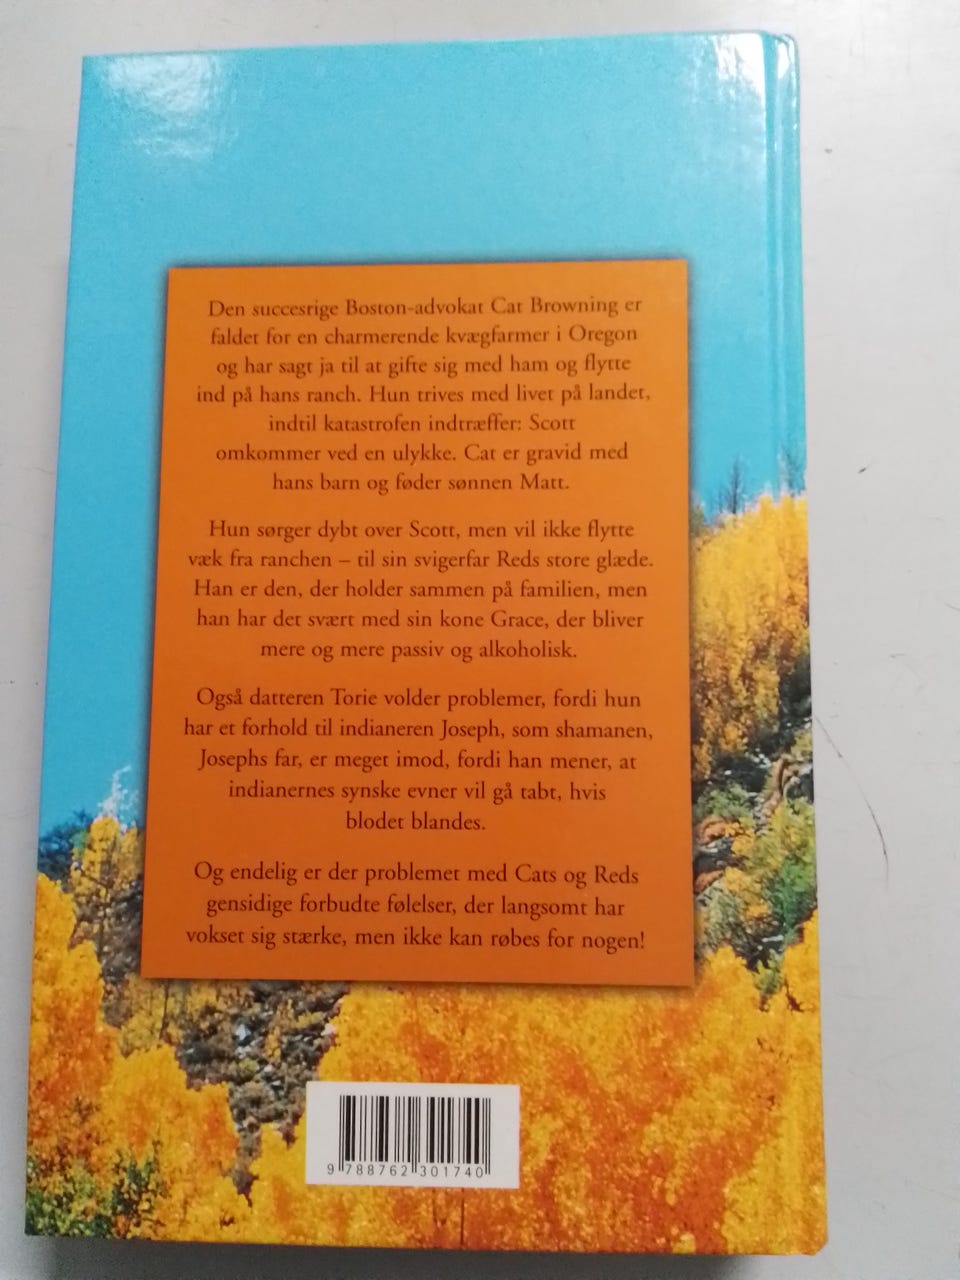 Den succesrige Boston-advokat Cat Browning er
faldet for en charmerende kvægfarmer i Oregon
og har sagt ja til at gifte sig med ham og flytte
ind på hans ranch. Hun trives med livet på landet,
indtil katastrofen indtræffer: Scott
omkommer ved en ulykke. Cat er gravid med
hans barn og føder sønnen Matt.
Hun sørger dybt over Scott, men vil ikke flytte
væk fra ranchen – til sin svigerfar Reds store glæde.
Han er den, der holder sammen på familien, men
han har det svært med sin kone Grace, der bliver
mere og mere passiv og alkoholisk.
Også datteren Torie volder problemer, fordi hun
har et forhold til indianeren Joseph, som shamanen,
Josephs far, er meget imod, fordi han mener, at
indianernes synske evner vil gå tabt, hvis
blodet blandes.
Og endelig er der problemet med Cats og Reds
gensidige forbudte følelser, der langsomt har
vokset sig stærke, men ikke kan røbes for nogen!
9 788762 301740